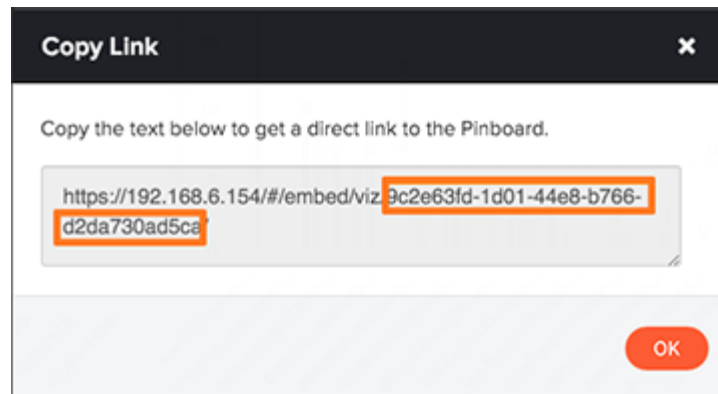 Copy Link ×
Copy the text below to get a direct link to the Pinboard.
https://192.168.6.154/#/embed/viz/9c2e63fd-1d01-44e8-b766-
d2da730ad5ca/
OK